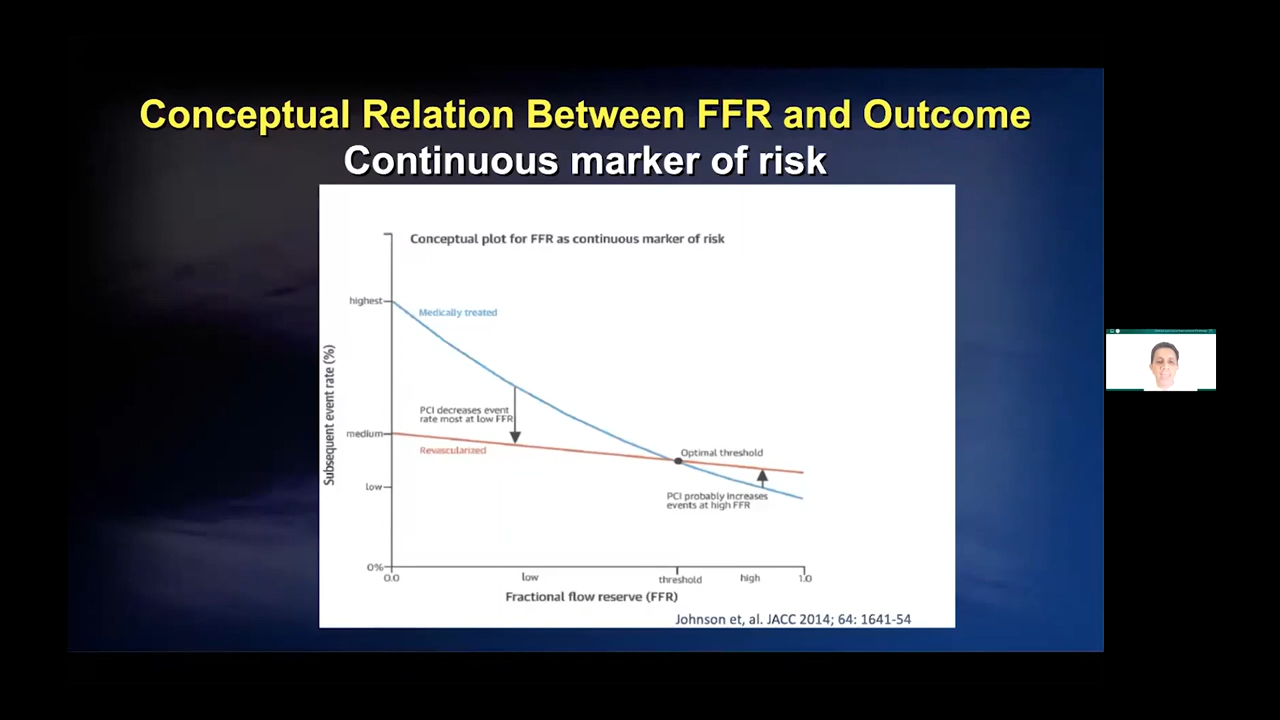 Conceptual Relation Between FFR and Outcome
Continuous marker of risk
Conceptual plot for FFR as continuous marker of risk
highest
Medically treated
Subsequent event rate (%)
PCI decreases event
rate most at low FFR
medium
Revascularized
Optimal threshold
low
PCI probably increases
events at high FFR
0%
0.0
low
threshold
high
1.0
Fractional flow reserve (FFR)
Johnson et, al. JACC 2014; 64: 1641-54